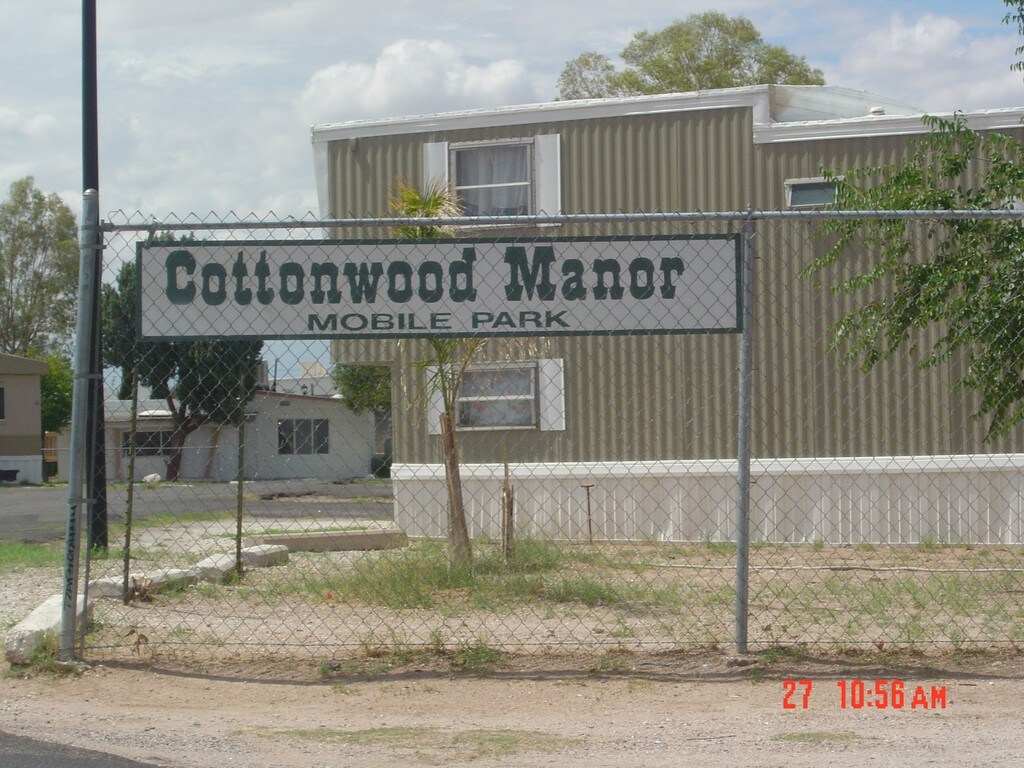 Cottonwood Manor
MOBILE PARK
27 10:56 AM